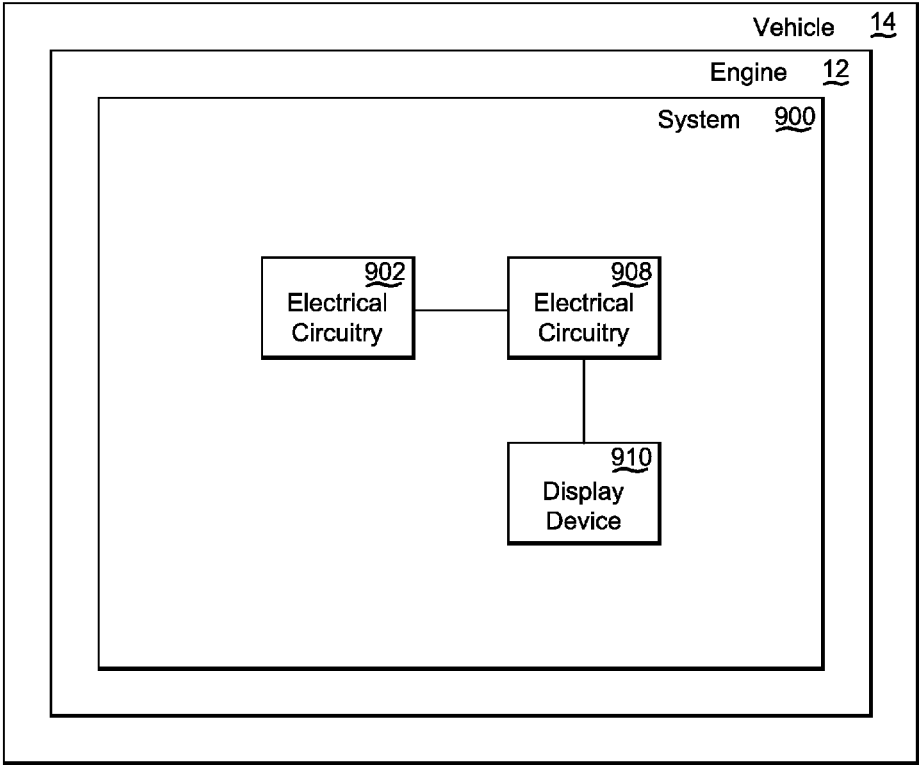 Vehicle 14
Engine 12
System 900
902
Electrical
Circuitry
908
Electrical
Circuitry
910
Display
Device